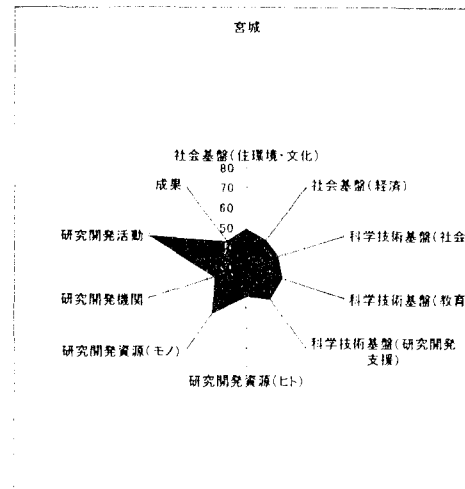 宮城
社会基盤(住環境・文化)
80
成果
社会基盤(経済)
70
60
50
研究開発活動
科学技術基盤(社会
研究開発機関
科学技術基盤(教育
研究開発資源(モノ)
科学技術基盤(研究開発
支援)
研究開発資源(ヒト)